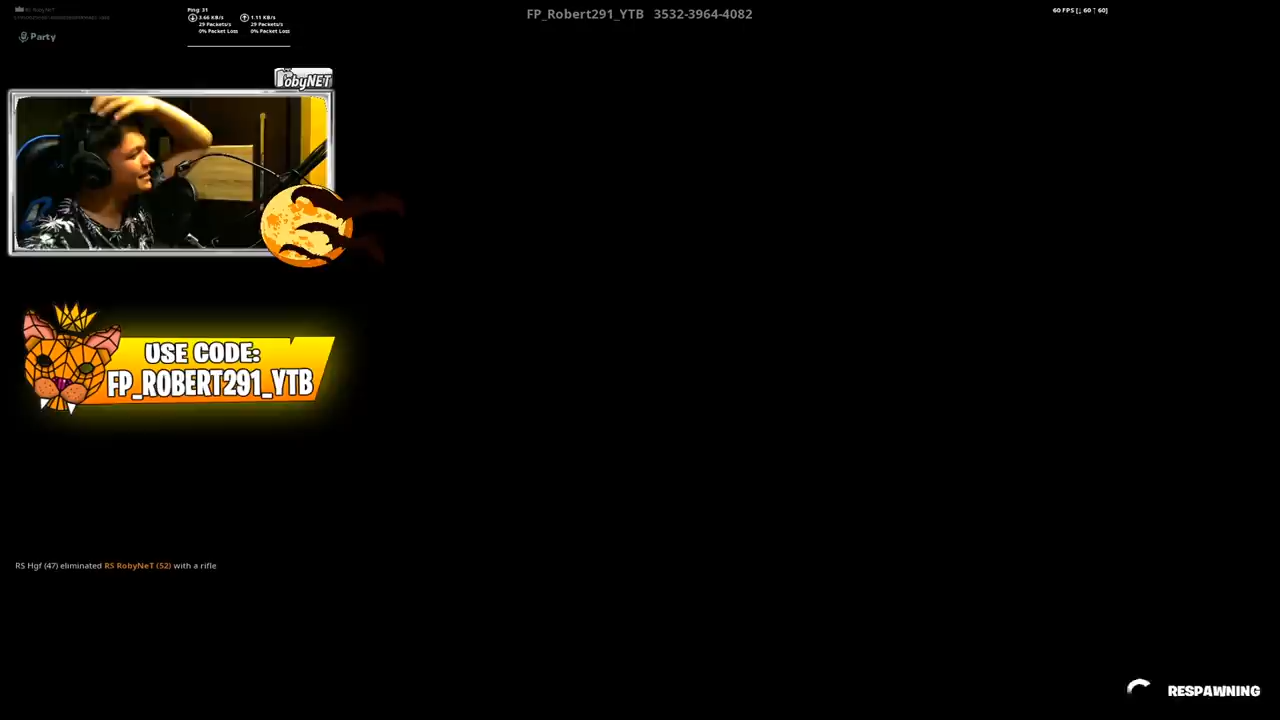 Ping: 31
3.66 KB/s 1.11 KB/s
29 Packets/s 29 Packets/s
0% Packet Loss 0% Packet Loss
FP_Robert291_YTB 3532-3964-4082
60 FPS [↓ 60 ↑ 60]
Party
RobyNET
USE CODE:
FP_ROBERT291_YTB
RS Hgf (47) eliminated RS RobyNeT (52) with a rifle
RESPAWNING